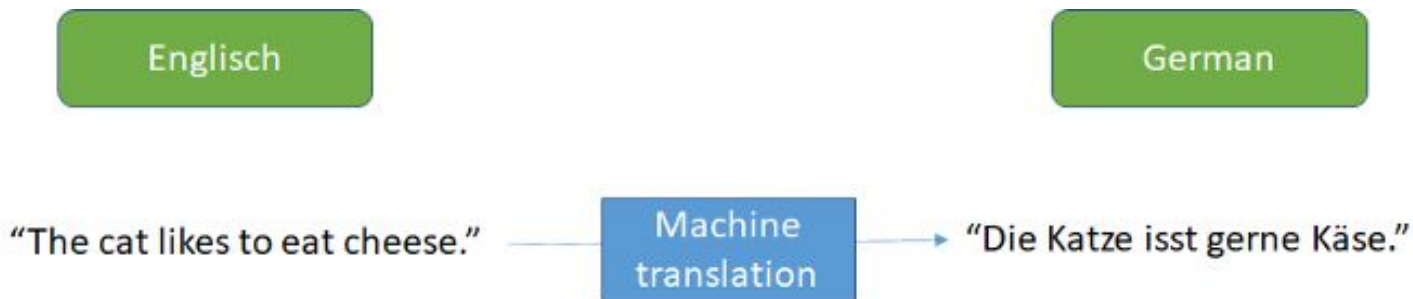 Englisch
German
“The cat likes to eat cheese.”
Machine
translation
“Die Katze isst gerne Käse.”